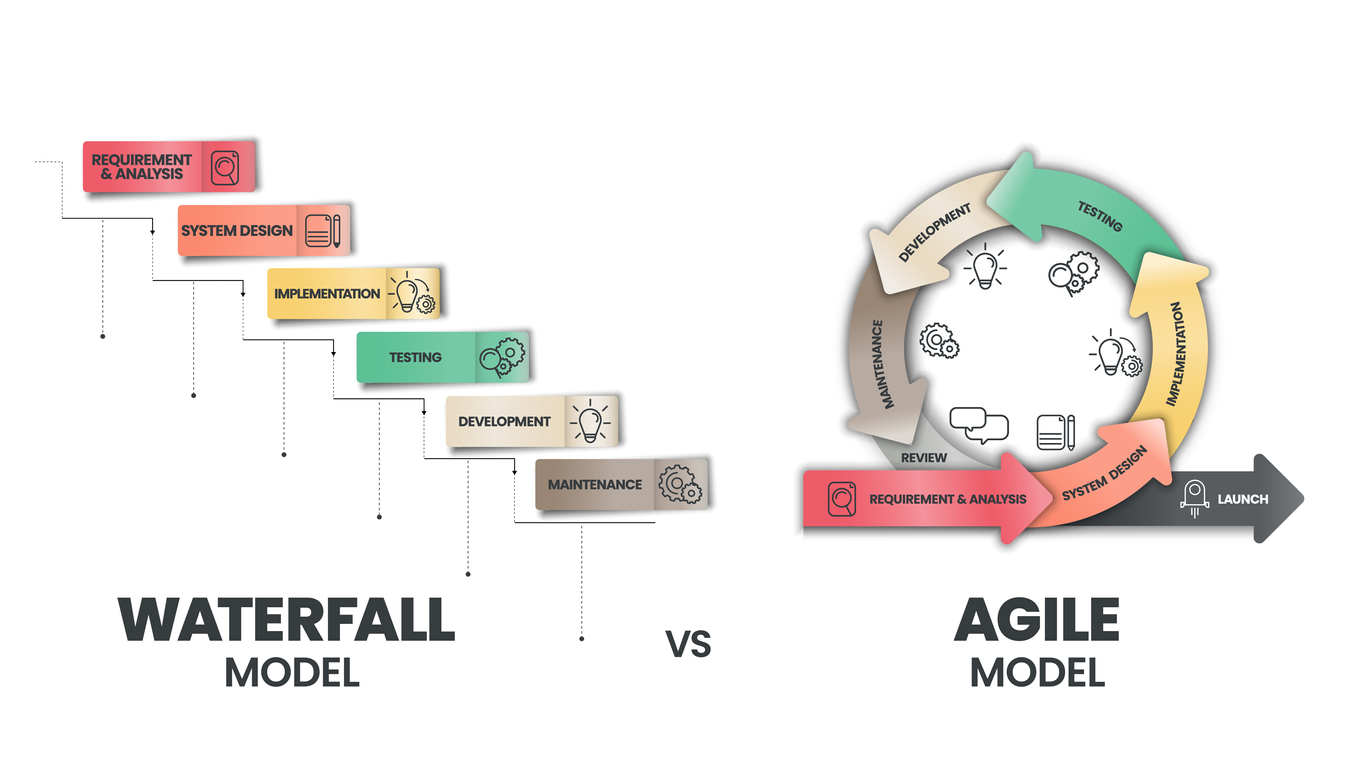 REQUIREMENT
& ANALYSIS
SYSTEM DESIGN
IMPLEMENTATION
TESTING
DEVELOPMENT
MAINTENANCE
WATERFALL
MODEL
VS
TESTING
DEVELOPMENT
IMPLEMENTATION
MAINTENANCE
REVIEW
SYSTEM DESIGN
REQUIREMENT & ANALYSIS
LAUNCH
AGILE
MODEL